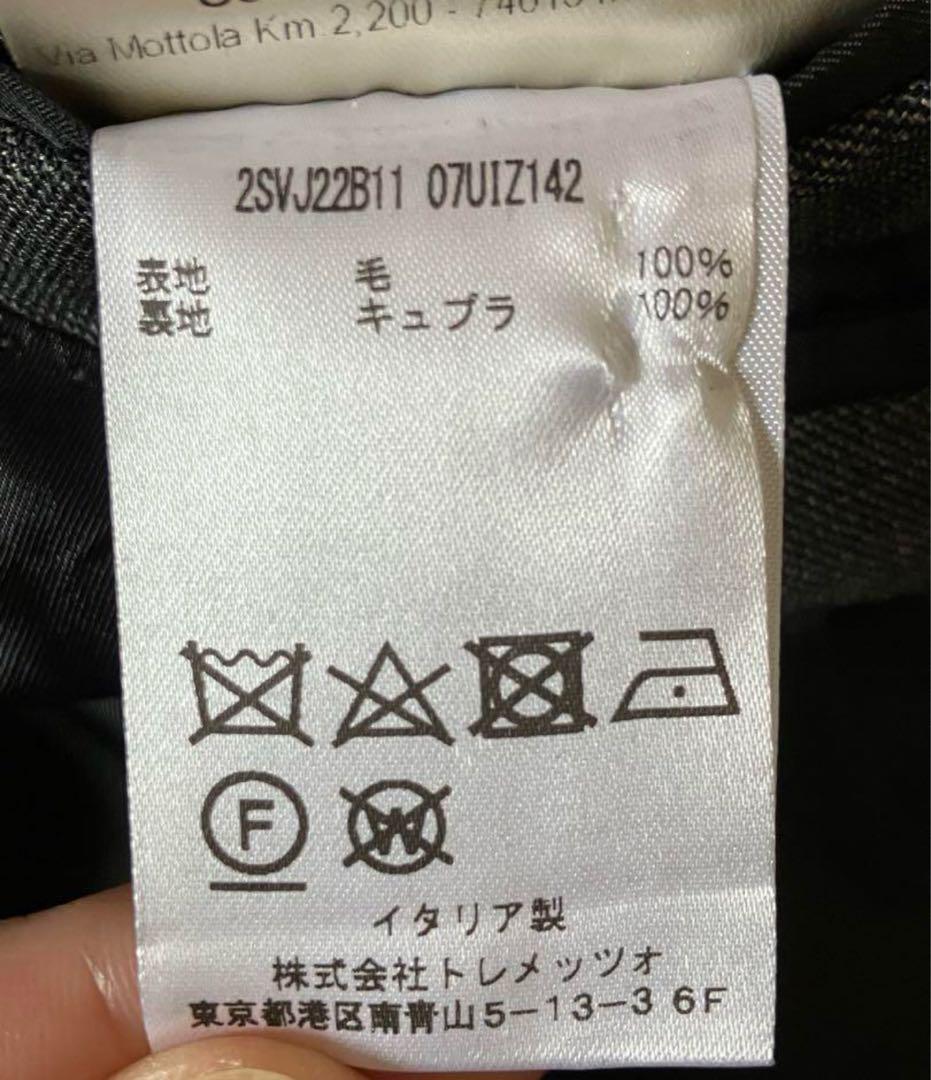 Via Mottola Km 2,200 -
2SVJ22B11 07UIZ142
表地 毛 100%
裏地 キュプラ 100%
F W
イタリア製
株式会社トレメッツォ
東京都港区南青山5-13-3 6F